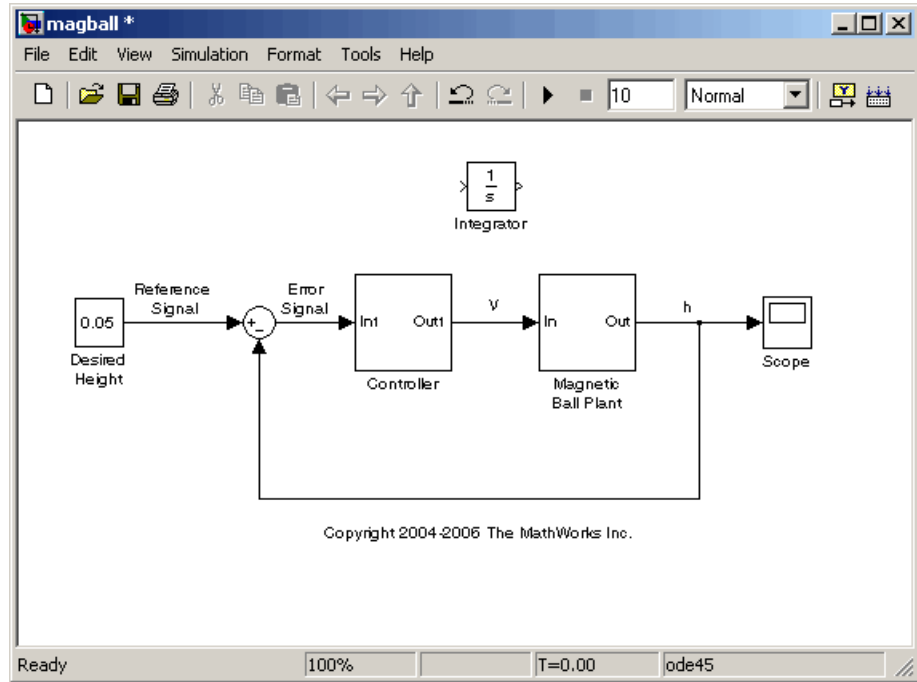 magball *
File Edit View Simulation Format Tools Help
10 Normal
1
s
Integrator
Reference
Signal
Error
Signal
V
h
0.05
+
-
In1 Out1
In Out
Desired
Height
Controller
Magnetic
Ball Plant
Scope
Copyright 2004-2006 The MathWorks Inc.
Ready 100% T=0.00 ode45